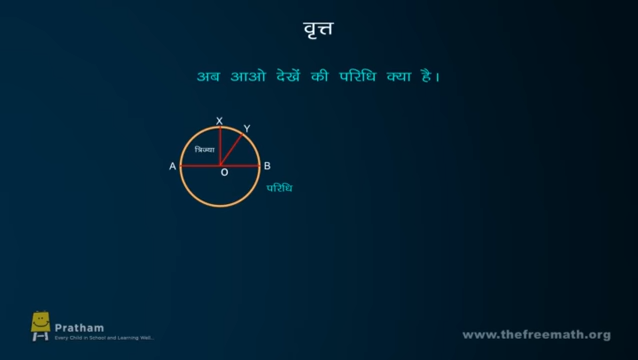 वृत्त
अब आओ देखें की परिधि क्या है।
X
Y
त्रिज्या
A
B
O
परिधि
Pratham
Every Child in School and Learning Well...
www.thefreemath.org